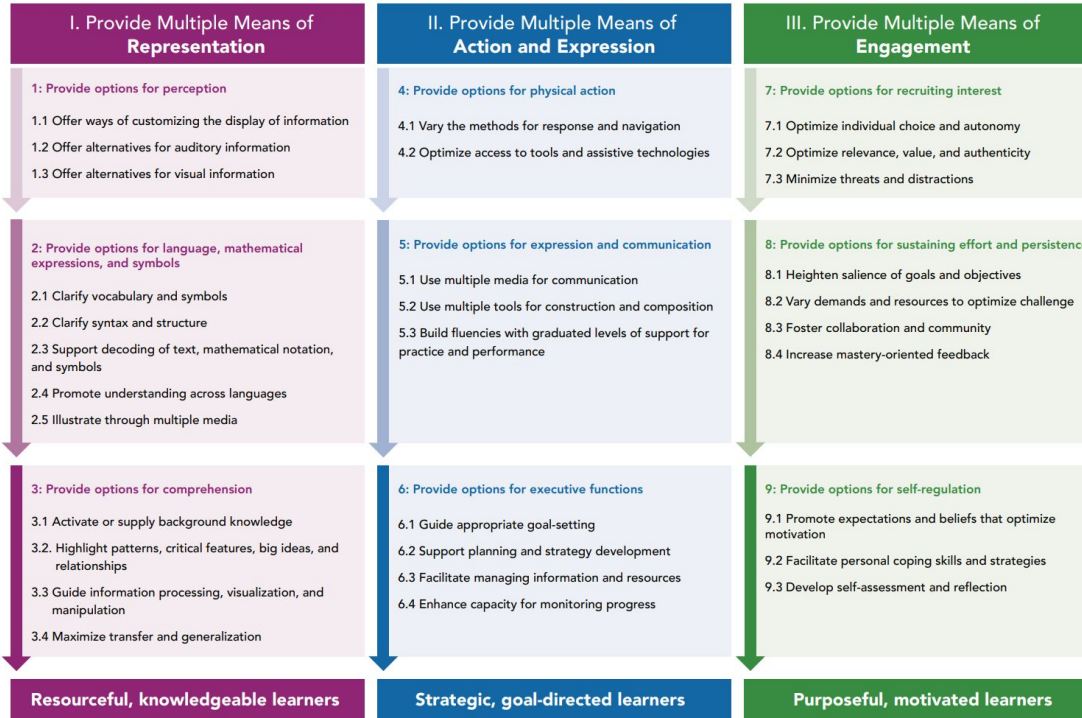 I. Provide Multiple Means of
Representation
1: Provide options for perception
1.1 Offer ways of customizing the display of information
1.2 Offer alternatives for auditory information
1.3 Offer alternatives for visual information
2: Provide options for language, mathematical
expressions, and symbols
2.1 Clarify vocabulary and symbols
2.2 Clarify syntax and structure
2.3 Support decoding of text, mathematical notation,
and symbols
2.4 Promote understanding across languages
2.5 Illustrate through multiple media
3: Provide options for comprehension
3.1 Activate or supply background knowledge
3.2. Highlight patterns, critical features, big ideas, and
relationships
3.3 Guide information processing, visualization, and
manipulation
3.4 Maximize transfer and generalization
Resourceful, knowledgeable learners
II. Provide Multiple Means of
Action and Expression
4: Provide options for physical action
4.1 Vary the methods for response and navigation
4.2 Optimize access to tools and assistive technologies
5: Provide options for expression and communication
5.1 Use multiple media for communication
5.2 Use multiple tools for construction and composition
5.3 Build fluencies with graduated levels of support for
practice and performance
6: Provide options for executive functions
6.1 Guide appropriate goal-setting
6.2 Support planning and strategy development
6.3 Facilitate managing information and resources
6.4 Enhance capacity for monitoring progress
Strategic, goal-directed learners
III. Provide Multiple Means of
Engagement
7: Provide options for recruiting interest
7.1 Optimize individual choice and autonomy
7.2 Optimize relevance, value, and authenticity
7.3 Minimize threats and distractions
8: Provide options for sustaining effort and persistence
8.1 Heighten salience of goals and objectives
8.2 Vary demands and resources to optimize challenge
8.3 Foster collaboration and community
8.4 Increase mastery-oriented feedback
9: Provide options for self-regulation
9.1 Promote expectations and beliefs that optimize
motivation
9.2 Facilitate personal coping skills and strategies
9.3 Develop self-assessment and reflection
Purposeful, motivated learners